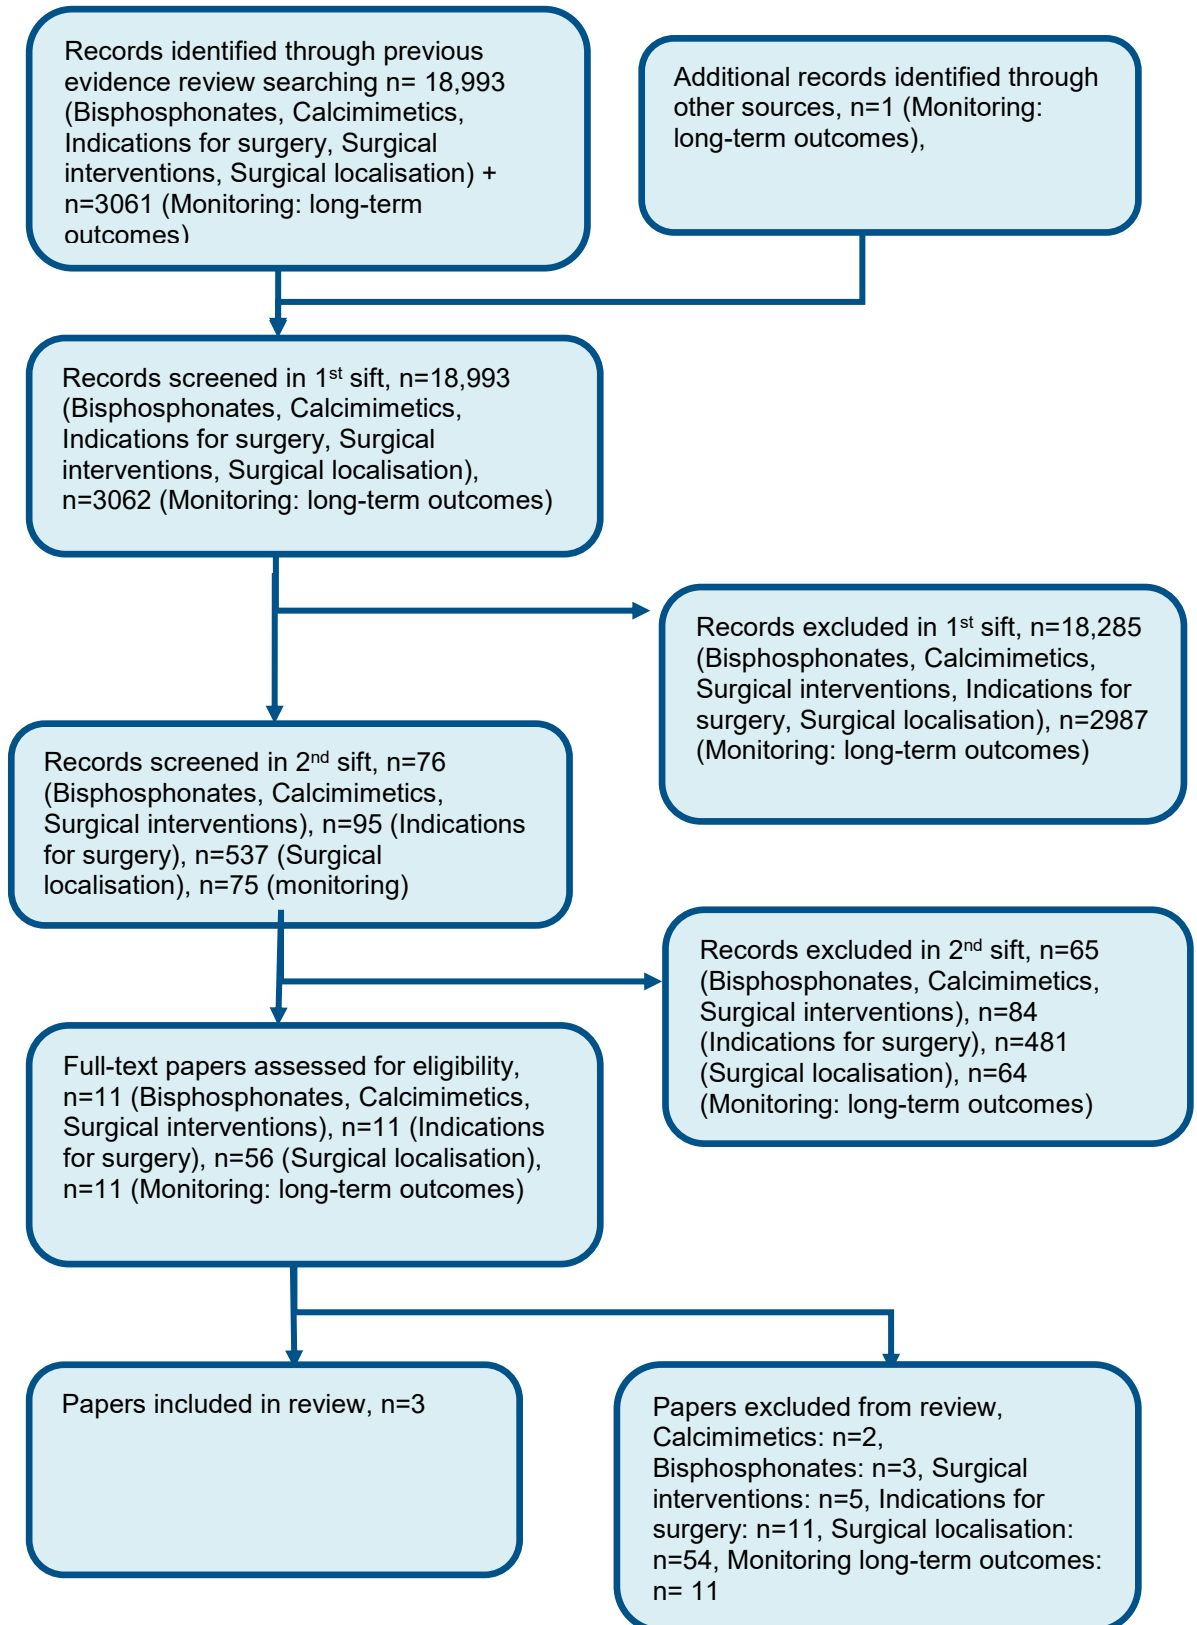 Records identified through previous
evidence review searching n= 18,993
(Bisphosphonates, Calcimimetics,
Indications for surgery, Surgical
interventions, Surgical localisation) +
n=3061 (Monitoring: long-term
outcomes)
Additional records identified through
other sources, n=1 (Monitoring:
long-term outcomes),
Records screened in 1st sift, n=18,993
(Bisphosphonates, Calcimimetics,
Indications for surgery, Surgical
interventions, Surgical localisation),
n=3062 (Monitoring: long-term outcomes)
Records excluded in 1st sift, n=18,285
(Bisphosphonates, Calcimimetics,
Surgical interventions, Indications for
surgery, Surgical localisation), n=2987
(Monitoring: long-term outcomes)
Records screened in 2nd sift, n=76
(Bisphosphonates, Calcimimetics,
Surgical interventions), n=95 (Indications
for surgery), n=537 (Surgical
localisation), n=75 (monitoring)
Records excluded in 2nd sift, n=65
(Bisphosphonates, Calcimimetics,
Surgical interventions), n=84
(Indications for surgery), n=481
(Surgical localisation), n=64
(Monitoring: long-term outcomes)
Full-text papers assessed for eligibility,
n=11 (Bisphosphonates, Calcimimetics,
Surgical interventions), n=11 (Indications
for surgery), n=56 (Surgical localisation),
n=11 (Monitoring: long-term outcomes)
Papers included in review, n=3
Papers excluded from review,
Calcimimetics: n=2,
Bisphosphonates: n=3, Surgical
interventions: n=5, Indications for
surgery: n=11, Surgical localisation:
n=54, Monitoring long-term outcomes:
n= 11